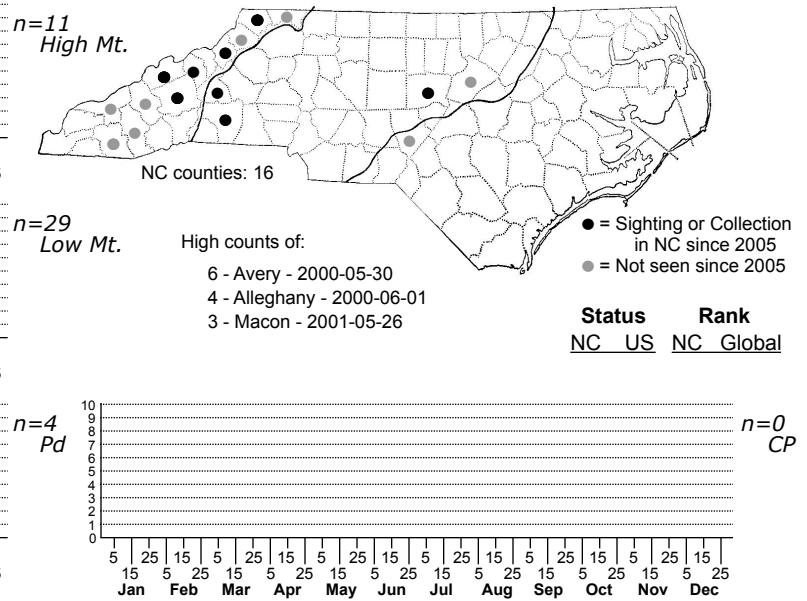 n=11
High Mt.
NC counties: 16
n=29
Low Mt.
High counts of:
6 - Avery - 2000-05-30
4 - Alleghany - 2000-06-01
3 - Macon - 2001-05-26
= Sighting or Collection
in NC since 2005
= Not seen since 2005
Status Rank
NC US NC Global
n=4
Pd
n=0
CP
10
9
8
7
6
5
4
3
2
1
0
5 25 15 5 25 15 5 25 15 5 25 15 5 25 15 5 25 15
15 5 25 15 5 25 15 5 25 15 5 25 15 5 25 15 5 25
Jan Feb Mar Apr May Jun Jul Aug Sep Oct Nov Dec